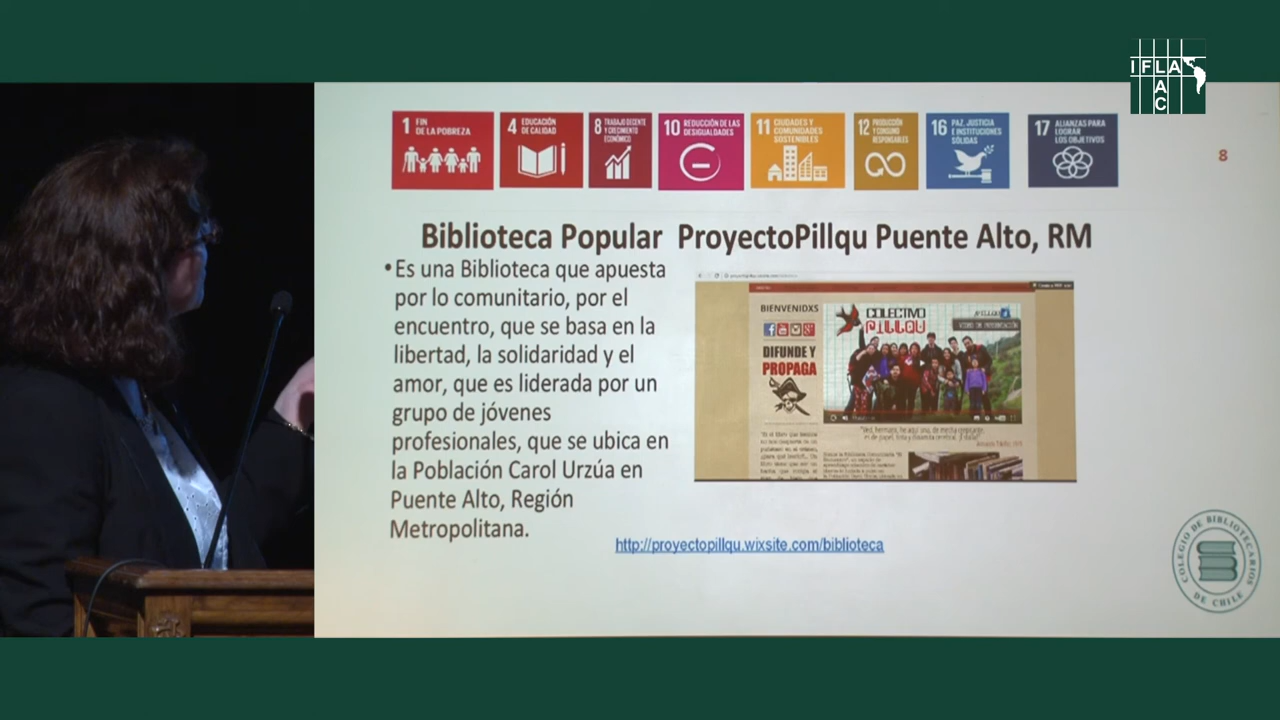 IFLA
LAC
1 FIN
DE LA POBREZA
4 EDUCACIÓN
DE CALIDAD
8 TRABAJO DECENTE
Y CRECIMIENTO
ECONÓMICO
10 REDUCCIÓN DE LAS
DESIGUALDADES
11 CIUDADES Y
COMUNIDADES
SOSTENIBLES
12 PRODUCCIÓN
Y CONSUMO
RESPONSABLES
16 PAZ, JUSTICIA
E INSTITUCIONES
SÓLIDAS
17 ALIANZAS PARA
LOGRAR
LOS OBJETIVOS
8
Biblioteca Popular ProyectoPillqu Puente Alto, RM
•Es una Biblioteca que apuesta
por lo comunitario, por el
encuentro, que se basa en la
libertad, la solidaridad y el
amor, que es liderada por un
grupo de jóvenes
profesionales, que se ubica en
la Población Carol Urzúa en
Puente Alto, Región
Metropolitana.
BIENVENIDXS
DIFUNDE Y
PROPAGA
COLECTIVO
PILLQU
http://proyectopillqu.wixsite.com/biblioteca
COLEGIO DE BIBLIOTECARIOS
DE CHILE